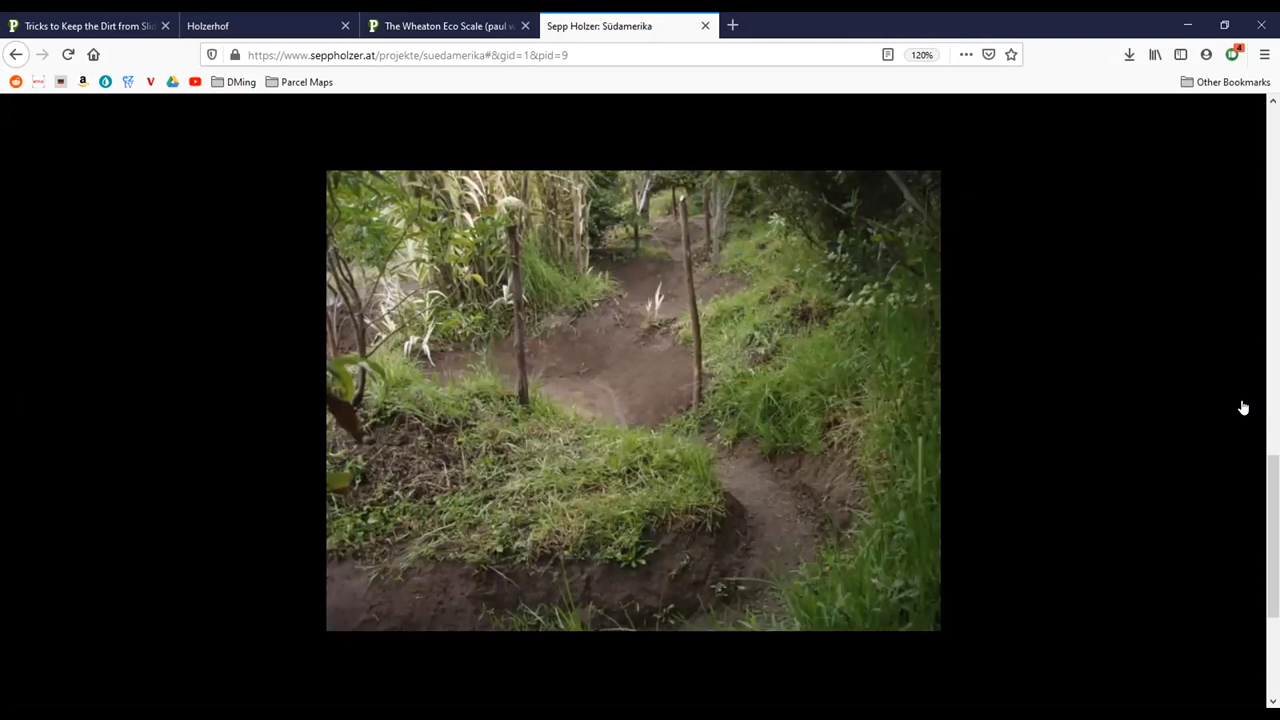 Tricks to Keep the Dirt from Sli
Holzerhof
The Wheaton Eco Scale (paul w
Sepp Holzer: Südamerika
https://www.seppholzer.at/projekte/suedamerika#&gid=1&pid=9
120%
4
DMing
Parcel Maps
Other Bookmarks